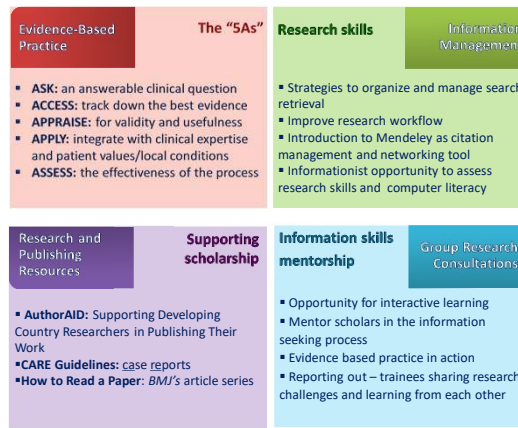 Evidence-Based
Practice
The “5As”
▪ ASK: an answerable clinical question
▪ ACCESS: track down the best evidence
▪ APPRAISE: for validity and usefulness
▪ APPLY: integrate with clinical expertise
and patient values/local conditions
▪ ASSESS: the effectiveness of the process
Research skills
Information
Management
▪ Strategies to organize and manage search
retrieval
▪ Improve research workflow
▪ Introduction to Mendeley as citation
management and networking tool
▪ Informationist opportunity to assess
research skills and computer literacy
Research and
Publishing
Resources
Supporting
scholarship
▪ AuthorAID: Supporting Developing
Country Researchers in Publishing Their
Work
▪CARE Guidelines: case reports
▪How to Read a Paper: BMJ’s article series
Information skills
mentorship
Group Research
Consultations
▪ Opportunity for interactive learning
▪ Mentor scholars in the information
seeking process
▪ Evidence based practice in action
▪ Reporting out – trainees sharing research
challenges and learning from each other